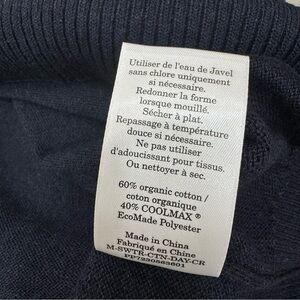 Utiliser de l'eau de Javel
sans chlore uniquement
si nécessaire.
Redonner la forme
lorsque mouillé.
Sécher à plat.
Repassage à température
douce si nécessaire.
Ne pas utiliser
d'adoucissant pour tissus.
Ou nettoyer à sec.
60% organic cotton /
coton organique
40% COOLMAX ®
EcoMade Polyester
Made in China
Fabriqué en Chine
M-SWTR-CTN-DAY-CR